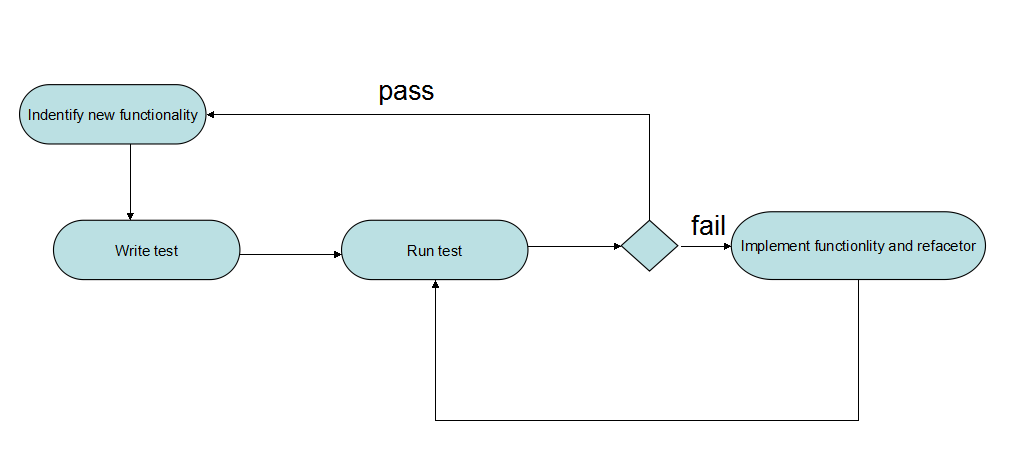 pass
Indentify new functionality
fail
Write test
Run test
Implement functionlity and refacetor